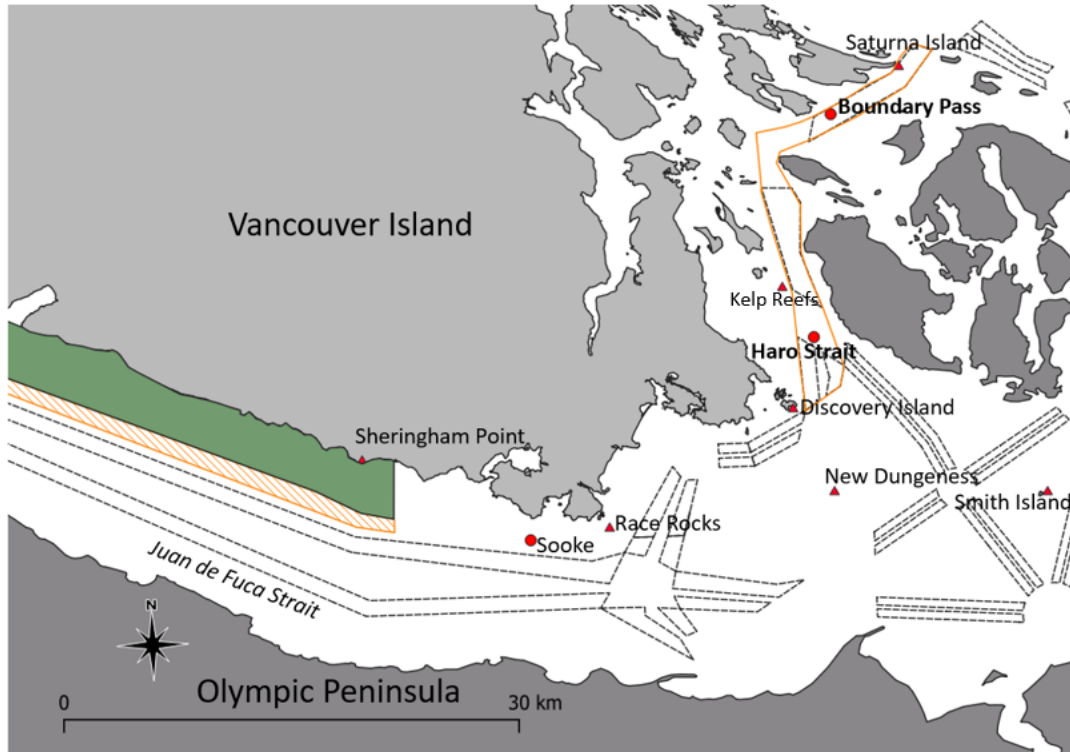 Saturna Island
Boundary Pass
Vancouver Island
Kelp Reefs
Haro Strait
Discovery Island
Sheringham Point
New Dungeness
Smith Island
Race Rocks
Sooke
Juan de Fuca Strait
N
Olympic Peninsula
0 30 km